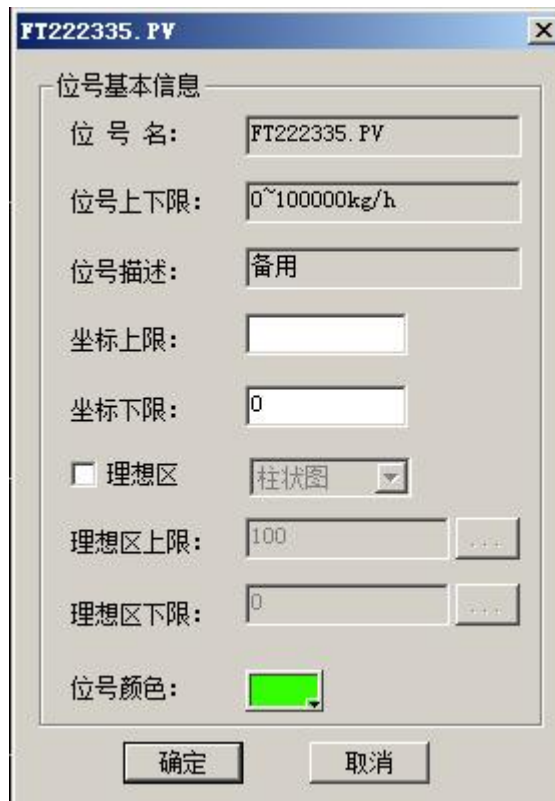 FT222335.PV
位号基本信息
位 号 名: FT222335.PV
位号上下限: 0~100000kg/h
位号描述: 备用
坐标上限:
坐标下限: 0
理想区 柱状图
理想区上限: 100 ...
理想区下限: 0 ...
位号颜色:
确定 取消